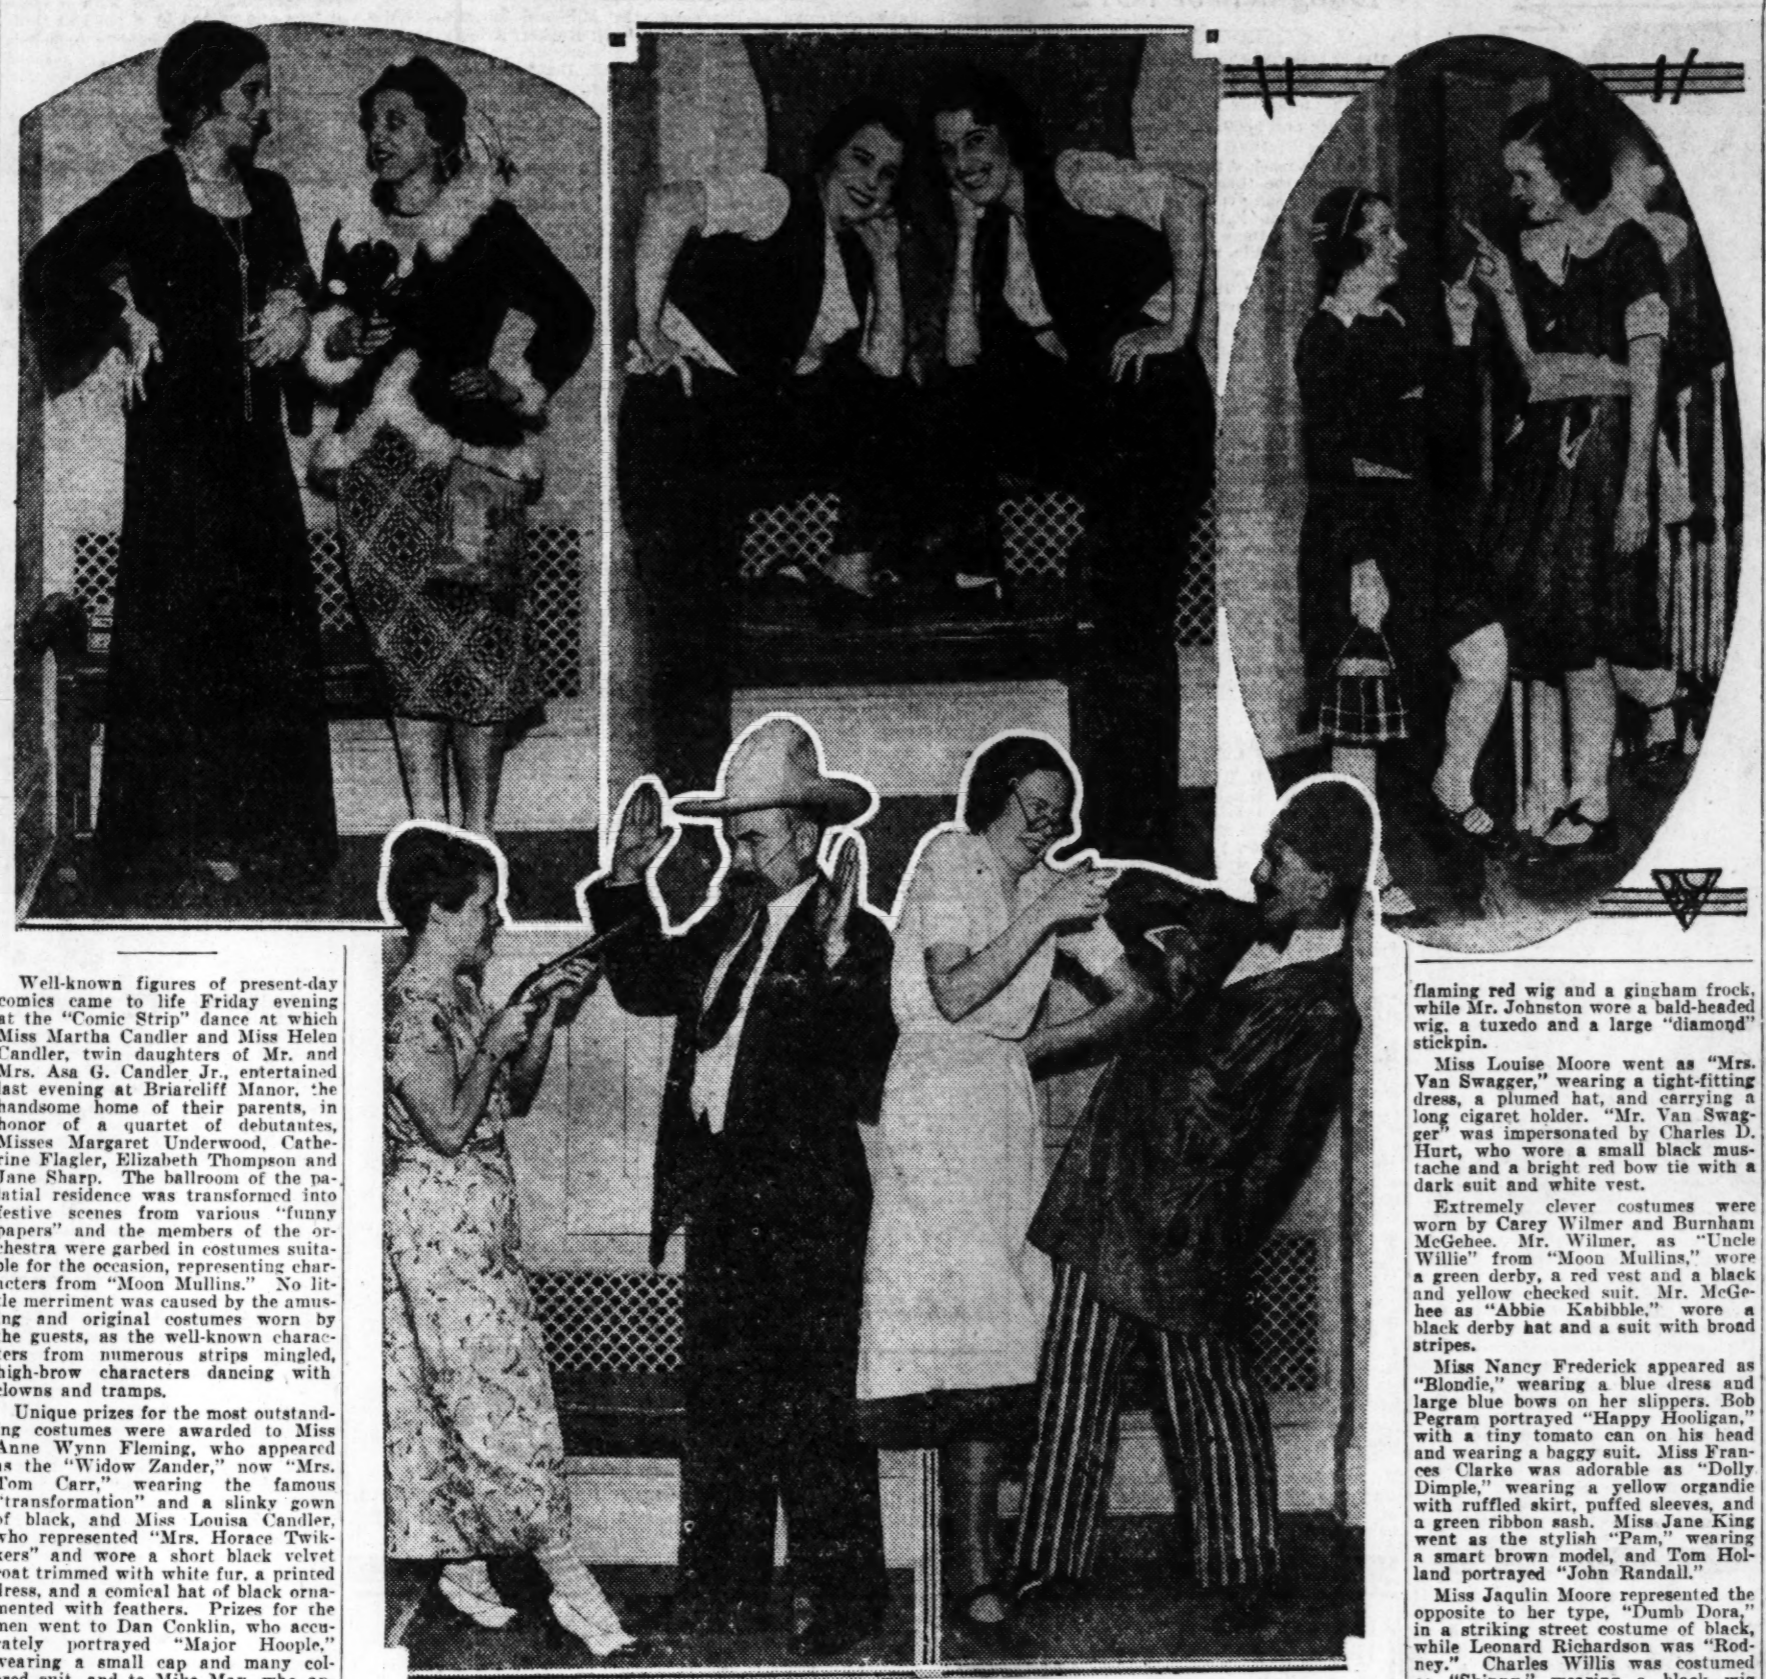 Well-known figures of present-day
comics came to life Friday evening
at the "Comic Strip" dance at which
Miss Martha Candler and Miss Helen
Candler, twin daughters of Mr. and
Mrs. Asa G. Candler Jr., entertained
last evening at Briarcliff Manor, the
handsome home of their parents, in
honor of a quartet of debutantes,
Misses Margaret Underwood, Cathe-
rine Flagler, Elizabeth Thompson and
Jane Sharp. The ballroom of the pa-
latial residence was transformed into
festive scenes from various "funny
papers" and the members of the or-
chestra were garbed in costumes suita-
ble for the occasion, representing char-
acters from "Moon Mullins." No lit-
tle merriment was caused by the amus-
ing and original costumes worn by
the guests, as the well-known charac-
ters from numerous strips mingled,
high-brow characters dancing with
clowns and tramps.
Unique prizes for the most outstand-
ing costumes were awarded to Miss
Anne Wynn Fleming, who appeared
as the "Widow Zander," now "Mrs.
Tom Carr," wearing the famous
"transformation" and a slinky gown
of black, and Miss Louisa Candler,
who represented "Mrs. Horace Twik-
kers" and wore a short black velvet
coat trimmed with white fur, a printed
dress, and a comical hat of black orna-
mented with feathers. Prizes for the
men went to Dan Conklin, who accu-
rately portrayed "Major Hoople,"
wearing a small cap and many col-
ored suit, and to Mike
flaming red wig and a gingham frock,
while Mr. Johnston wore a bald-headed
wig, a tuxedo and a large "diamond"
stickpin.
Miss Louise Moore went as "Mrs.
Van Swagger," wearing a tight-fitting
dress, a plumed hat, and carrying a
long cigaret holder. "Mr. Van Swag-
ger" was impersonated by Charles D.
Hurt, who wore a small black mus-
tache and a bright red bow tie with a
dark suit and white vest.
Extremely clever costumes were
worn by Carey Wilmer and Burnham
McGehee. Mr. Wilmer, as "Uncle
Willie" from "Moon Mullins," wore
a green derby, a red vest and a black
and yellow checked suit. Mr. McGe-
hee as "Abbie Kabibble," wore a
black derby hat and a suit with broad
stripes.
Miss Nancy Frederick appeared as
"Blondie," wearing a blue dress and
large blue bows on her slippers. Bob
Pegram portrayed "Happy Hooligan,"
with a tiny tomato can on his head
and wearing a baggy suit. Miss Fran-
ces Clarke was adorable as "Dolly
Dimple," wearing a yellow organdie
with ruffled skirt, puffed sleeves, and
a green ribbon sash. Miss Jane King
went as the stylish "Pam," wearing
a smart brown model, and Tom Hol-
land portrayed "John Randall."
Miss Jaqulin Moore represented the
opposite to her type, "Dumb Dora,"
in a striking street costume of black,
while Leonard Richardson was "Rod-
ney." Charles Willis was costumed